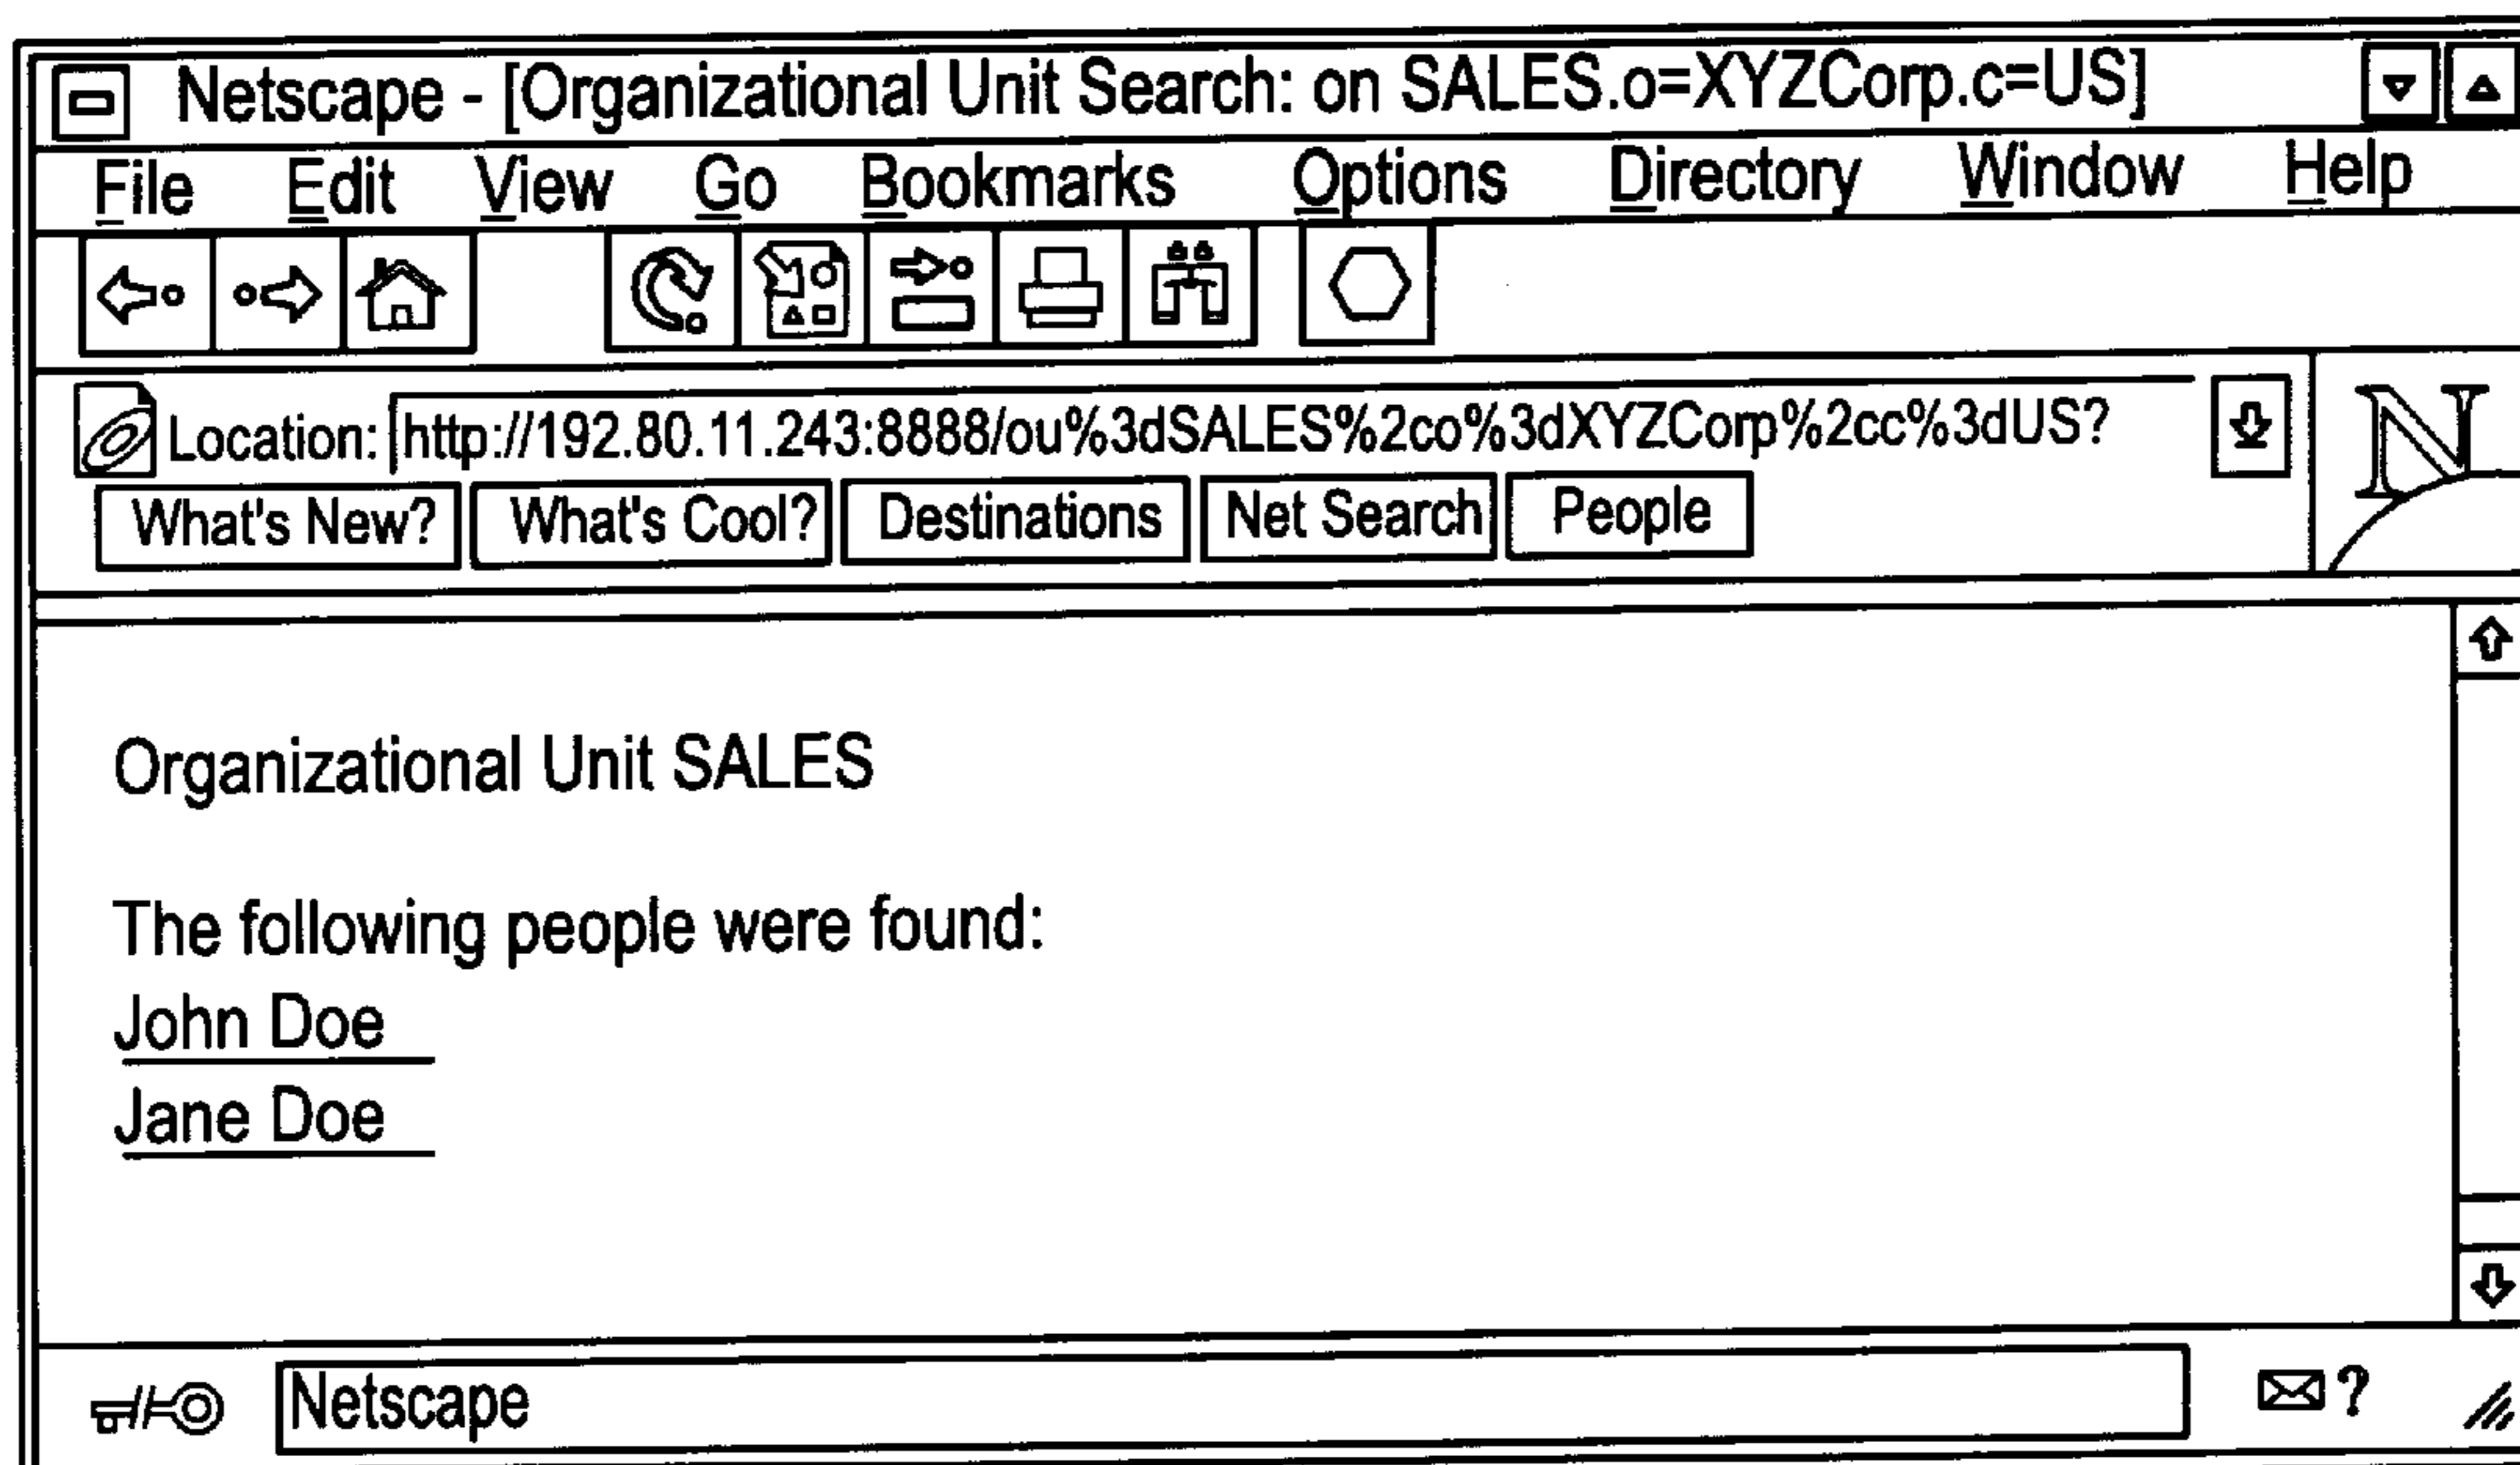 Netscape - [Organizational Unit Search: on SALES.o=XYZCorp.c=US]
File Edit View Go Bookmarks Options Directory Window Help
Location: http://192.80.11.243:8888/ou%3dSALES%2co%3dXYZCorp%2cc%3dUS?
N
What's New? What's Cool? Destinations Net Search People
Organizational Unit SALES
The following people were found:
John Doe
Jane Doe
Netscape ?